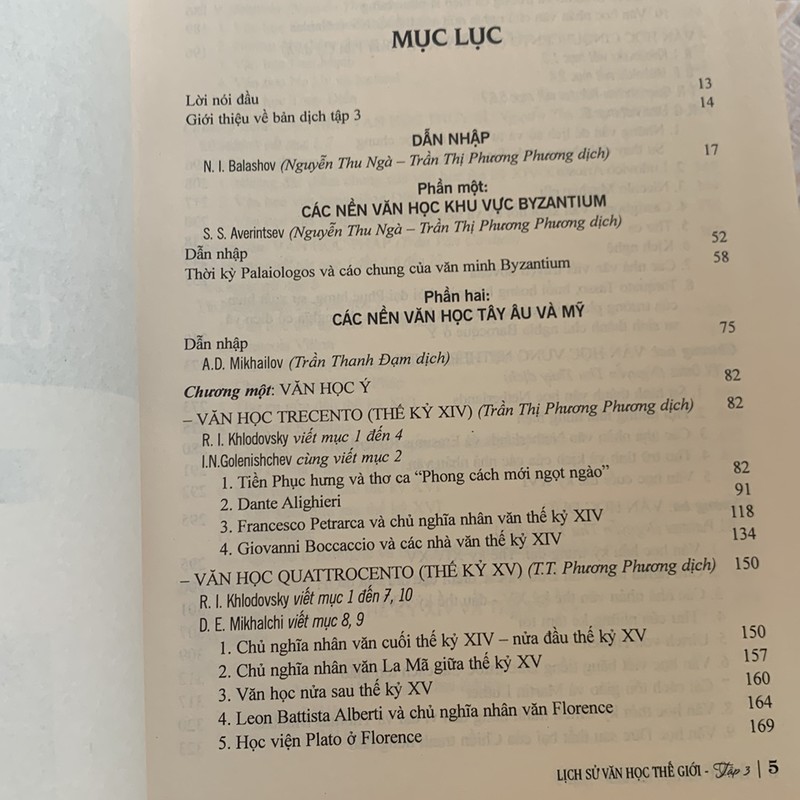 MỤC LỤC
Lời nói đầu 13
Giới thiệu về bản dịch tập 3 14
DẪN NHẬP
N. I. Balashov (Nguyễn Thu Ngà – Trần Thị Phương Phương dịch) 17
Phần một:
CÁC NỀN VĂN HỌC KHU VỰC BYZANTIUM
S. S. Averintsev (Nguyễn Thu Ngà – Trần Thị Phương Phương dịch)
Dẫn nhập 52
Thời kỳ Palaiologos và cáo chung của văn minh Byzantium 58
Phần hai:
CÁC NỀN VĂN HỌC TÂY ÂU VÀ MỸ
Dẫn nhập 75
A.D. Mikhailov (Trần Thanh Đạm dịch)
Chương một: VĂN HỌC Ý 82
– VĂN HỌC TRECENTO (THẾ KỶ XIV) (Trần Thị Phương Phương dịch) 82
R. I. Khlodovsky viết mục 1 đến 4
I.N.Golenishchev cùng viết mục 2
1. Tiền Phục hưng và thơ ca “Phong cách mới ngọt ngào” 82
2. Dante Alighieri 91
3. Francesco Petrarca và chủ nghĩa nhân văn thế kỷ XIV 118
4. Giovanni Boccaccio và các nhà văn thế kỷ XIV 134
– VĂN HỌC QUATTROCENTO (THẾ KỶ XV) (T.T. Phương Phương dịch) 150
R. I. Khlodovsky viết mục 1 đến 7, 10
D. E. Mikhalchi viết mục 8, 9
1. Chủ nghĩa nhân văn cuối thế kỷ XIV – nửa đầu thế kỷ XV 150
2. Chủ nghĩa nhân văn La Mã giữa thế kỷ XV 157
3. Văn học nửa sau thế kỷ XV 160
4. Leon Battista Alberti và chủ nghĩa nhân văn Florence 164
5. Học viện Plato ở Florence 169
LỊCH SỬ VĂN HỌC THẾ GIỚI - Tập 3 | 5